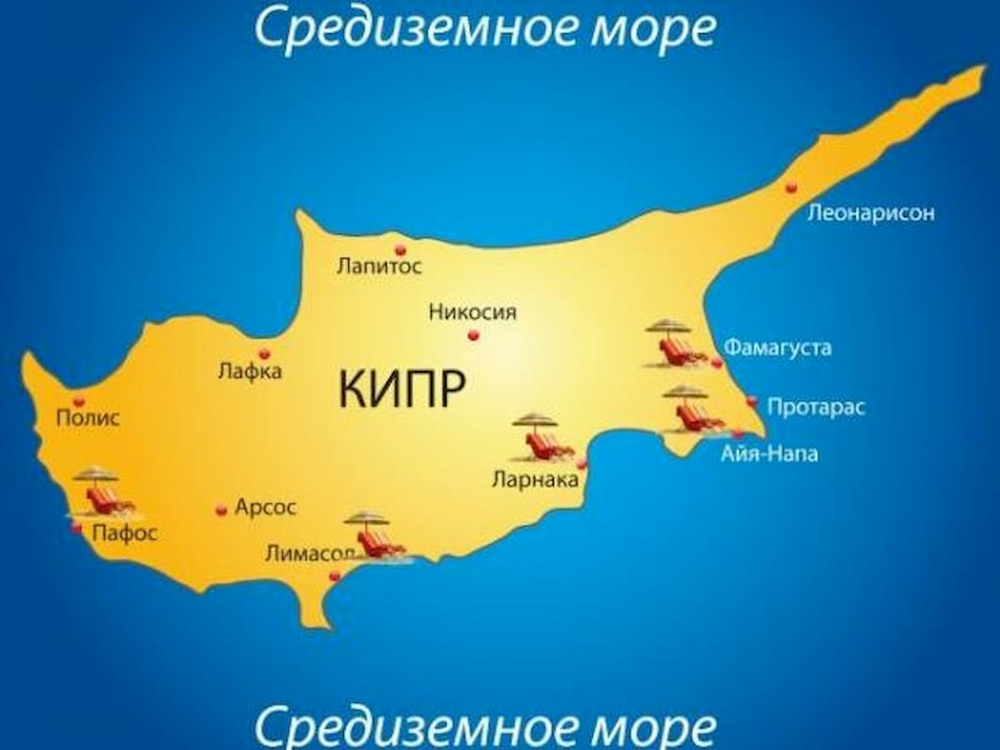 Средиземное море
Леонарисон
Лапитос
Никосия
Фамагуста
Лафка
КИПР
Протарас
Полис
Айя-Напа
Ларнака
Арсос
Пафос
Лимасол
Средиземное море